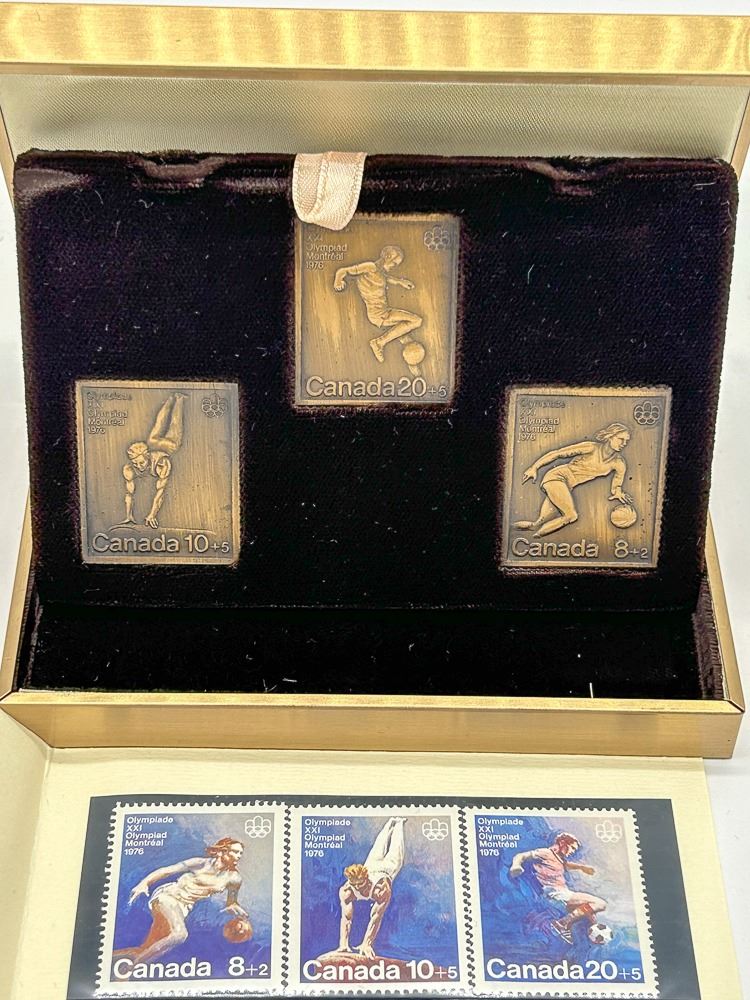 Olympiad
Montréal
1976
Canada 20+5
Olympiade
XXI
Olympiad
Montréal
1976
Canada 10+5
Olympiade
XXI
Olympiad
Montréal
1976
Canada 8+2
Olympiade
XXI
Olympiad
Montréal
1976
Canada 8+2
Olympiade
XXI
Olympiad
Montréal
1976
Canada 10+5
Olympiade
XXI
Olympiad
Montréal
1976
Canada 20+5